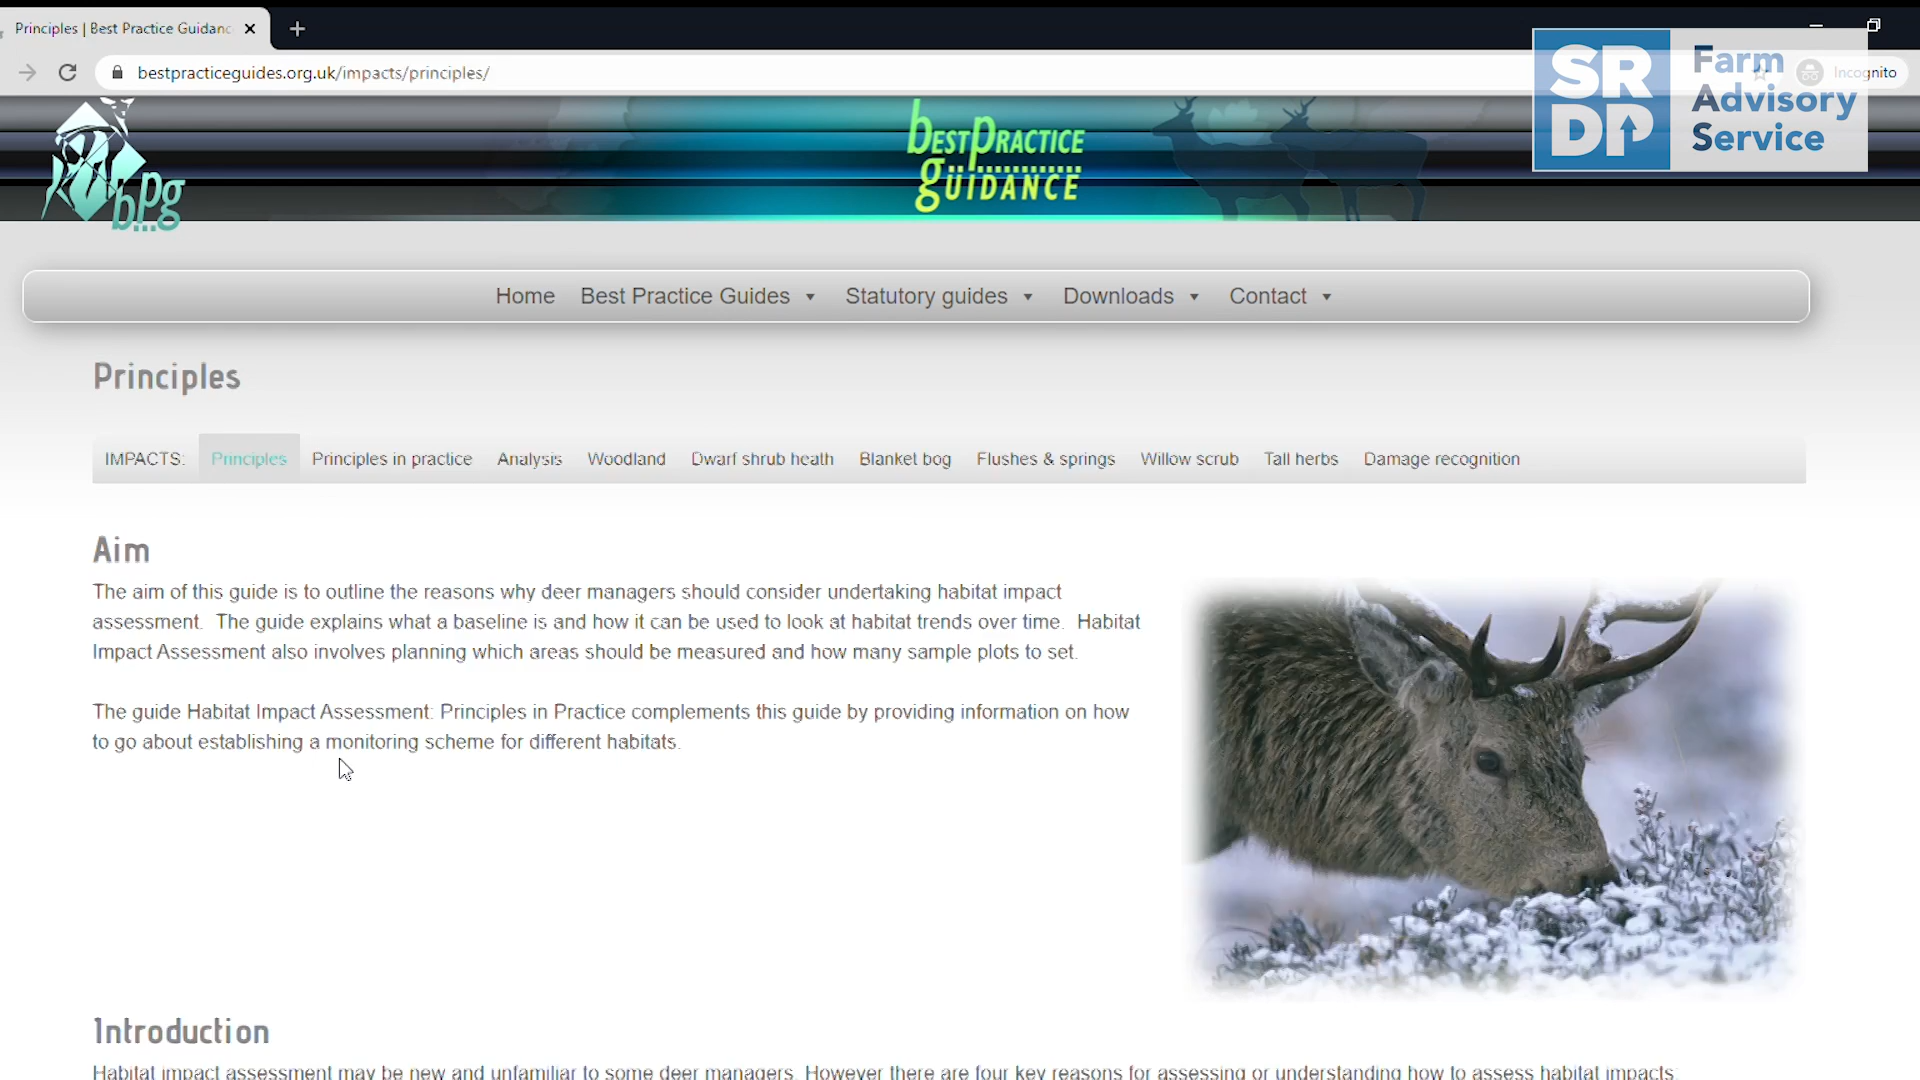 Principles | Best Practice Guidanc
bestpracticeguides.org.uk/impacts/principles/
Incognito
SR
DP
Farm
Advisory
Service
bpg
best practice
guidance
Home Best Practice Guides Statutory guides Downloads Contact
Principles
IMPACTS: Principles Principles in practice Analysis Woodland Dwarf shrub heath Blanket bog Flushes & springs Willow scrub Tall herbs Damage recognition
Aim
The aim of this guide is to outline the reasons why deer managers should consider undertaking habitat impact
assessment. The guide explains what a baseline is and how it can be used to look at habitat trends over time. Habitat
Impact Assessment also involves planning which areas should be measured and how many sample plots to set.
The guide Habitat Impact Assessment: Principles in Practice complements this guide by providing information on how
to go about establishing a monitoring scheme for different habitats.
Introduction
Habitat impact assessment may be new and unfamiliar to some deer managers. However there are four key reasons for assessing or understanding how to assess habitat impacts: